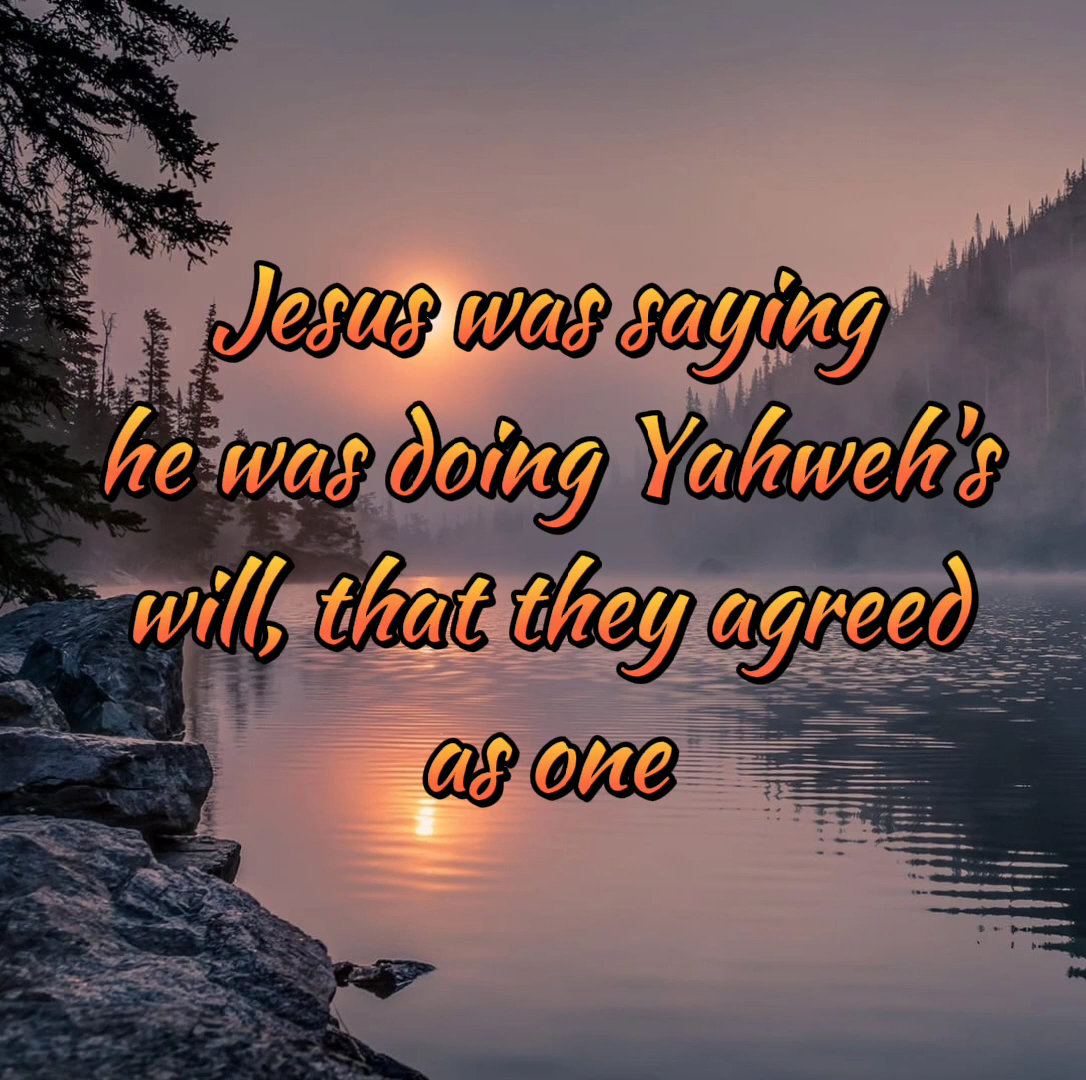 Jesus was saying
he was doing Yahweh's
will, that they agreed
as one